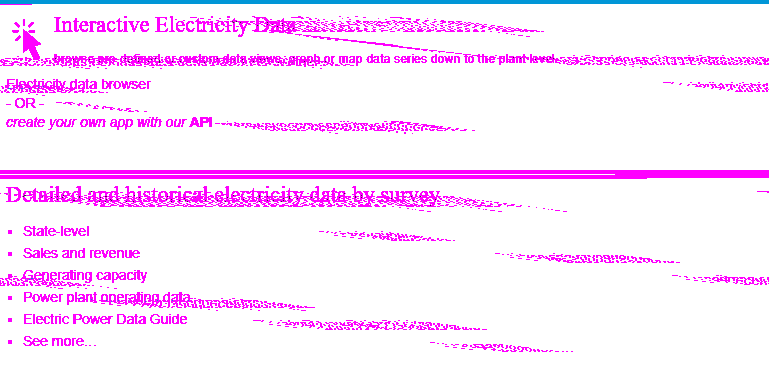 Interactive Electricity Data
browse pre-defined or custom data views, graph or map data series down to the plant-level.
Electricity data browser
- OR -
create your own app with our API
Detailed and historical electricity data by survey
State-level
Sales and revenue
Generating capacity
Power plant operating data
Electric Power Data Guide
See more...